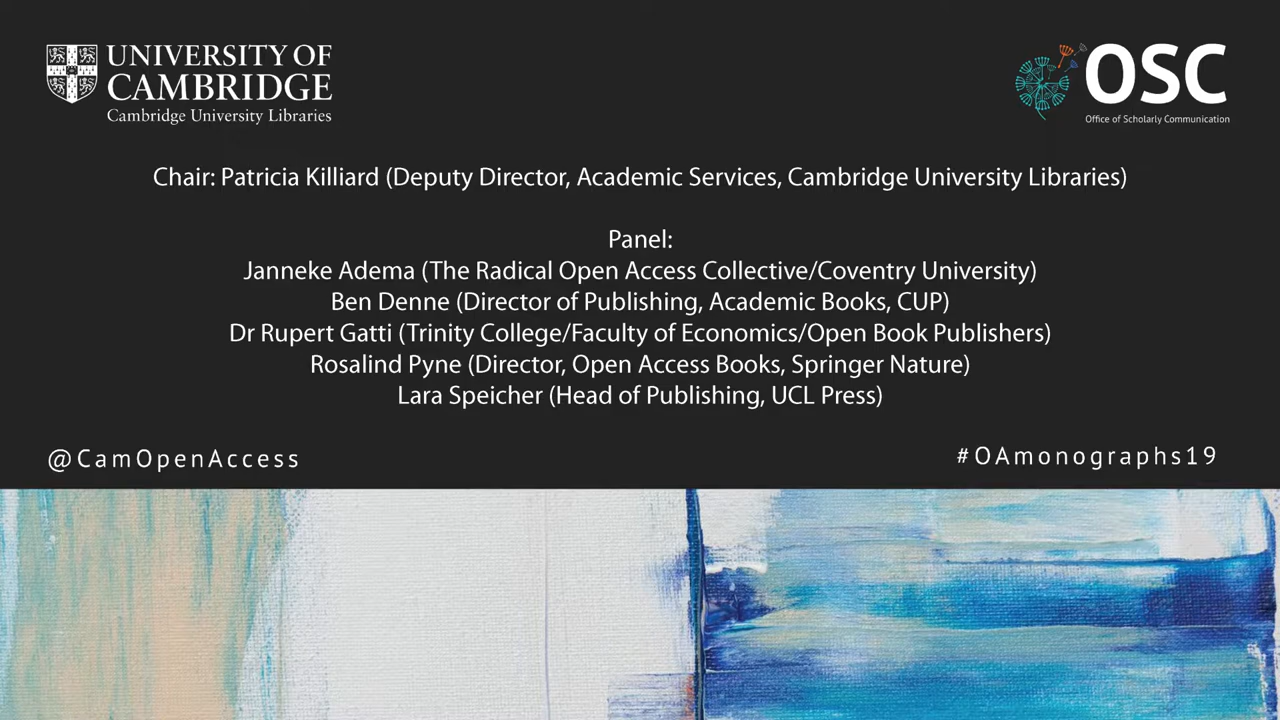 UNIVERSITY OF
CAMBRIDGE
Cambridge University Libraries
OSC
Office of Scholarly Communication
Chair: Patricia Killiard (Deputy Director, Academic Services, Cambridge University Libraries)
Panel:
Janneke Adema (The Radical Open Access Collective/Coventry University)
Ben Denne (Director of Publishing, Academic Books, CUP)
Dr Rupert Gatti (Trinity College/Faculty of Economics/Open Book Publishers)
Rosalind Pyne (Director, Open Access Books, Springer Nature)
Lara Speicher (Head of Publishing, UCL Press)
@CamOpenAccess
#OAmonographs19